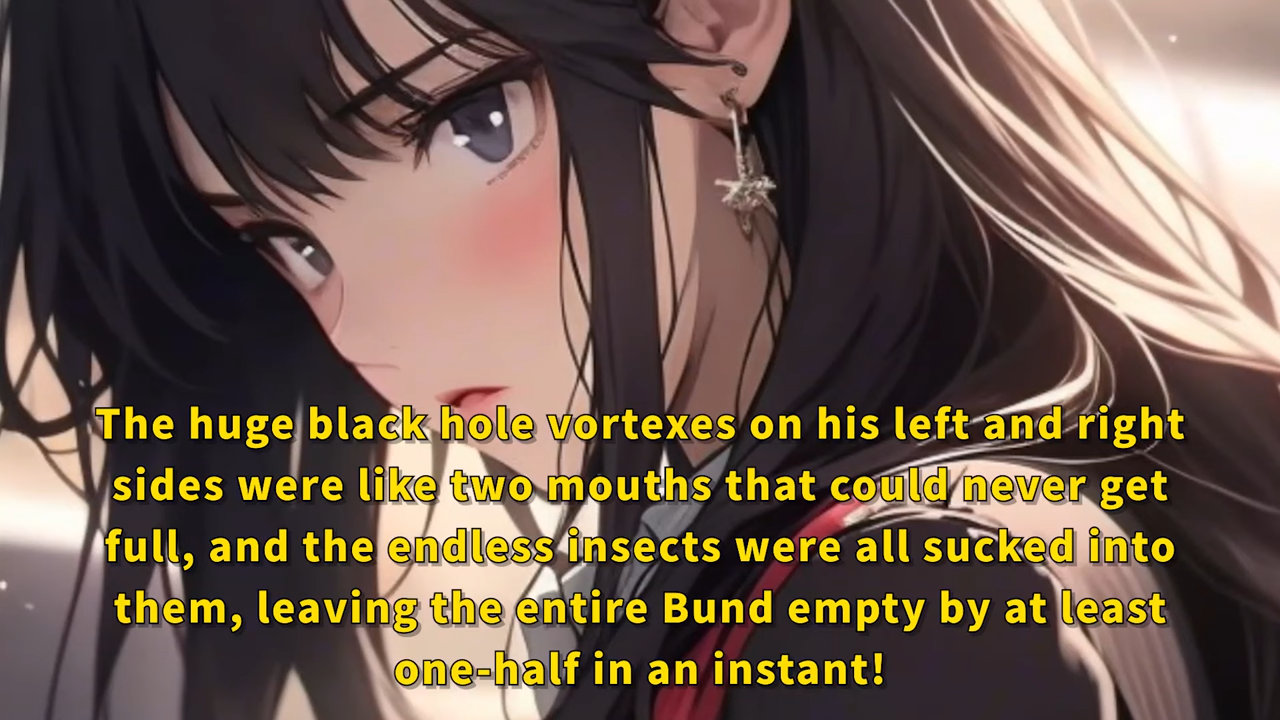 The huge black hole vortexes on his left and right
sides were like two mouths that could never get
full, and the endless insects were all sucked into
them, leaving the entire Bund empty by at least
one-half in an instant!